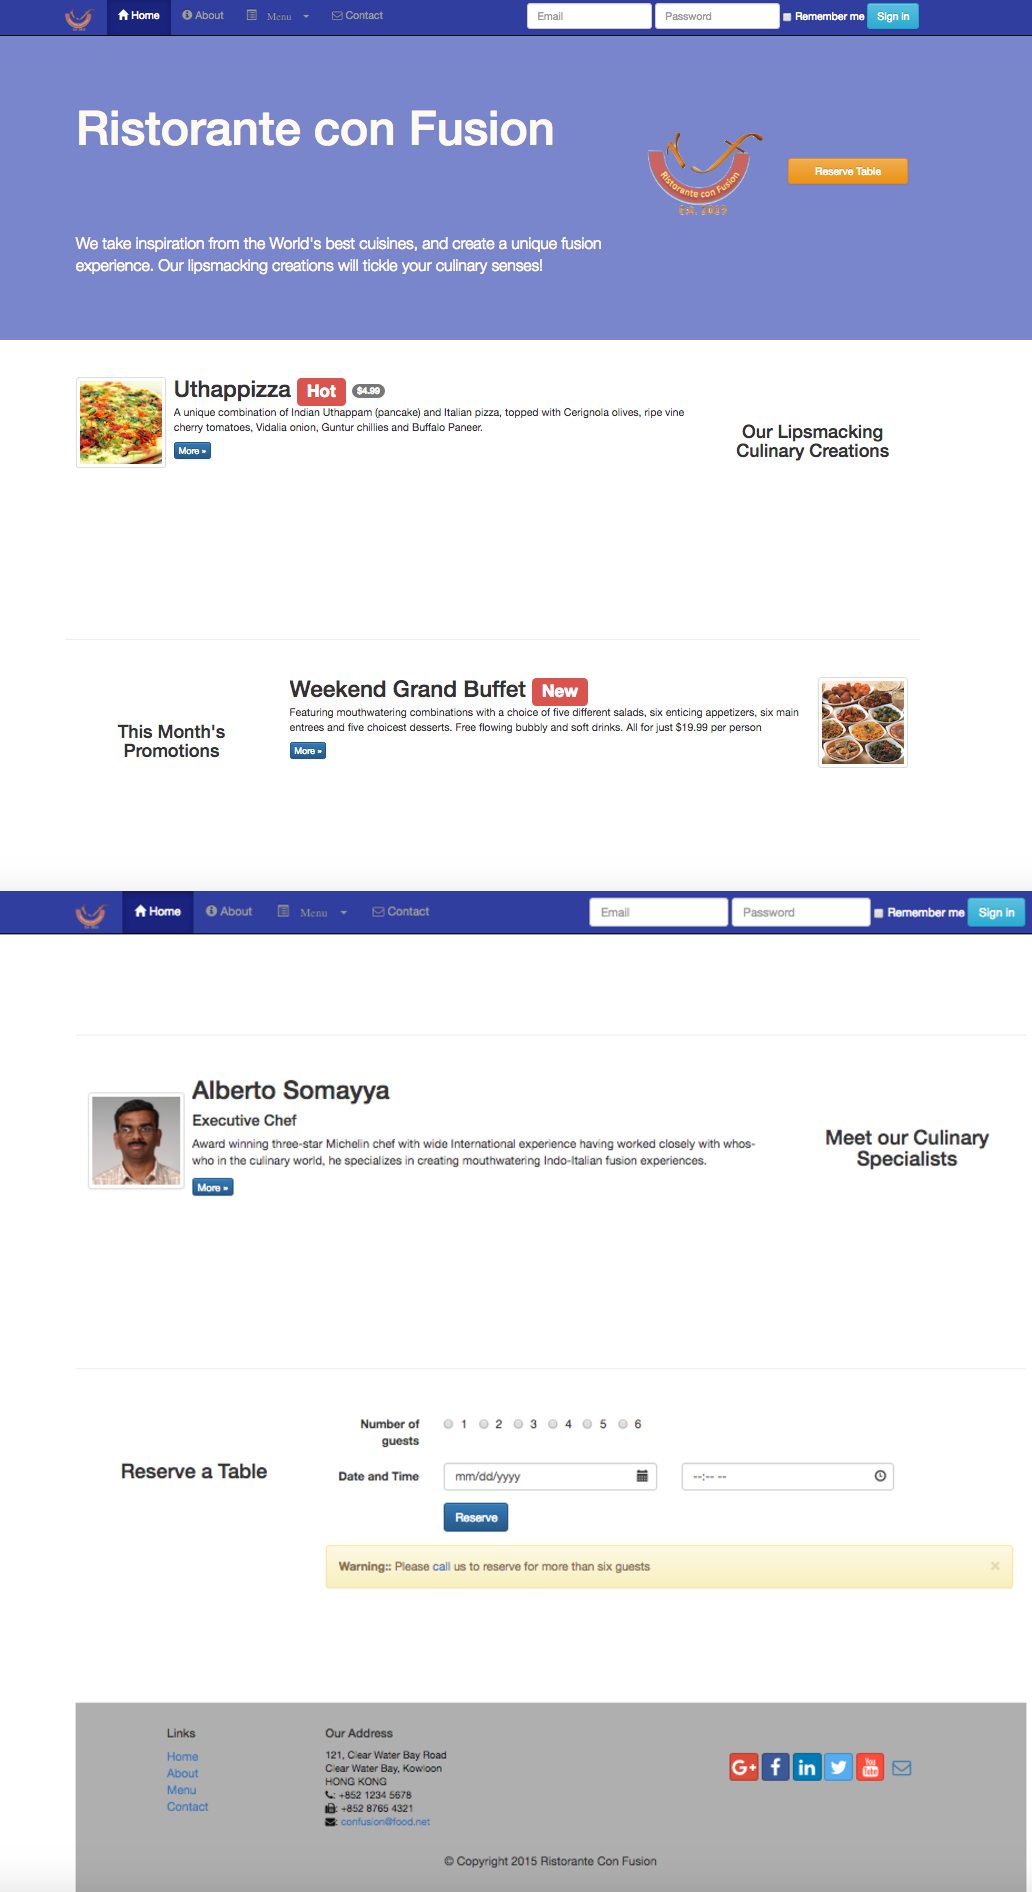 Home About Menu Contact Email Password Remember me Sign in
Ristorante con Fusion
Ristorante con Fusion
Est. 2017
Reserve Table
We take inspiration from the World's best cuisines, and create a unique fusion
experience. Our lipsmacking creations will tickle your culinary senses!
Uthappizza Hot $4.99
A unique combination of Indian Uthappam (pancake) and Italian pizza, topped with Cerignola olives, ripe vine
cherry tomatoes, Vidalia onion, Guntur chillies and Buffalo Paneer.
More »
Our Lipsmacking
Culinary Creations
This Month's
Promotions
Weekend Grand Buffet New
Featuring mouthwatering combinations with a choice of five different salads, six enticing appetizers, six main
entrees and five choicest desserts. Free flowing bubbly and soft drinks. All for just $19.99 per person
More »
Home About Menu Contact Email Password Remember me Sign in
Alberto Somayya
Executive Chef
Award winning three-star Michelin chef with wide International experience having worked closely with whos-
who in the culinary world, he specializes in creating mouthwatering Indo-Italian fusion experiences.
More »
Meet our Culinary
Specialists
Reserve a Table
Number of
guests
1 2 3 4 5 6
Date and Time mm/dd/yyyy --:-- --
Reserve
Warning:: Please call us to reserve for more than six guests ×
Links
Home
About
Menu
Contact
Our Address
121, Clear Water Bay Road
Clear Water Bay, Kowloon
HONG KONG
: +852 1234 5678
: +852 8765 4321
: confusion@food.net
G+ f in You Tube
© Copyright 2015 Ristorante Con Fusion